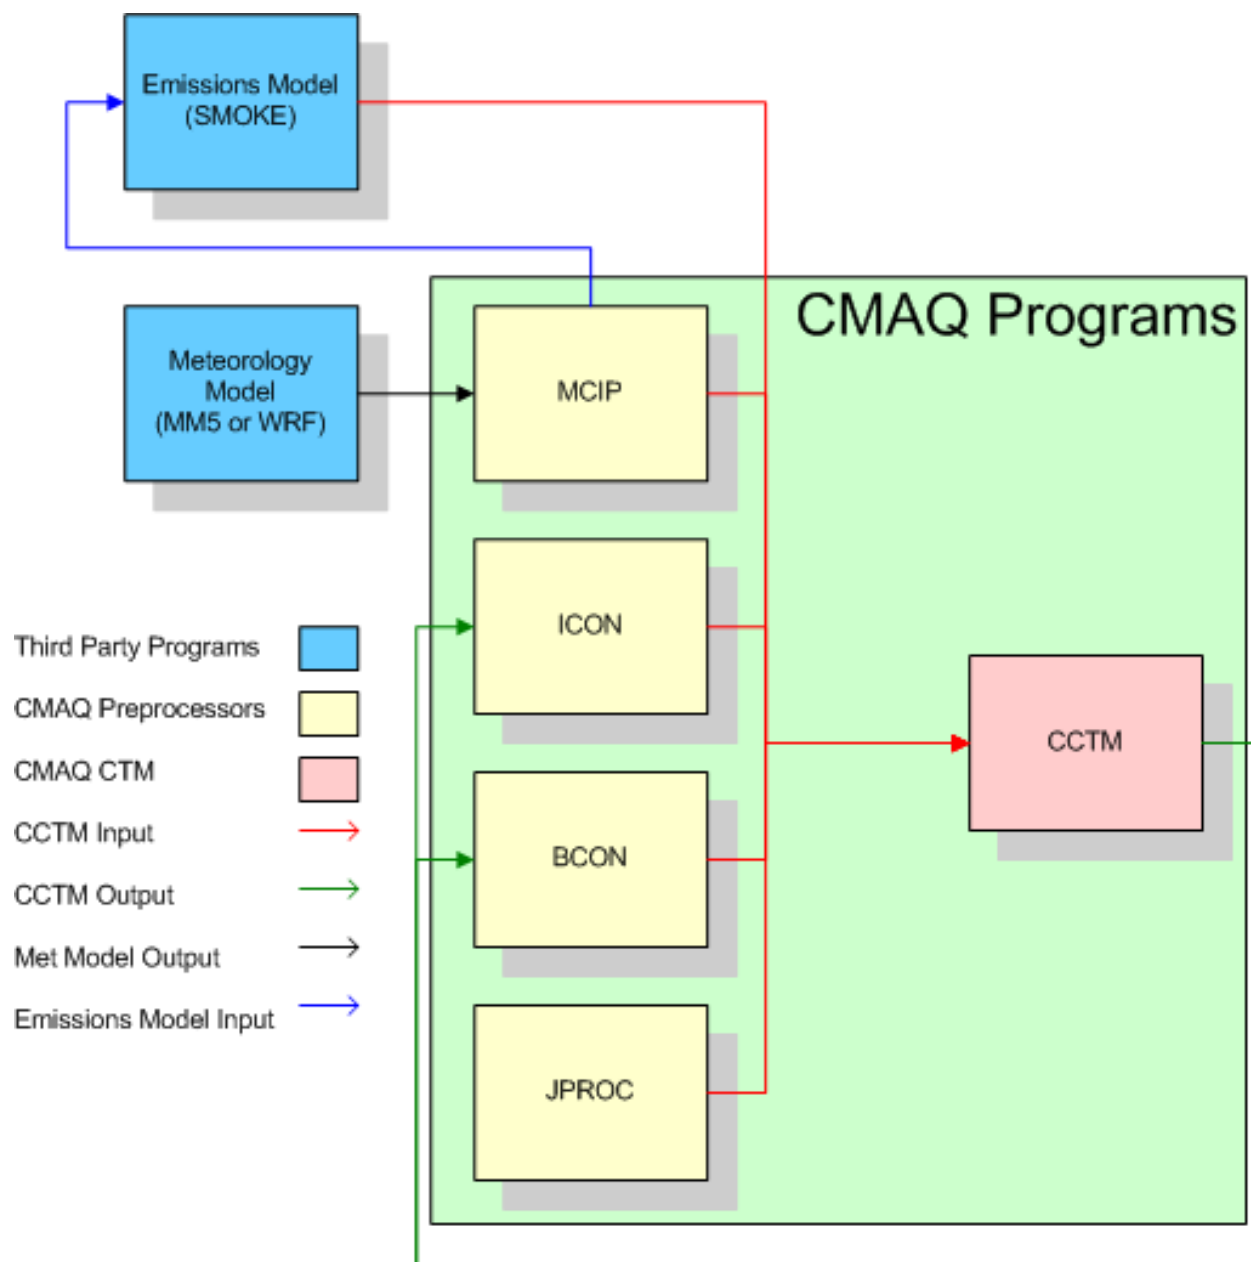 Emissions Model
(SMOKE)
CMAQ Programs
Meteorology
Model
(MM5 or WRF)
MCIP
ICON
Third Party Programs
CMAQ Preprocessors
CMAQ CTM
CCTM
CCTM Input
BCON
CCTM Output
Met Model Output
Emissions Model Input
JPROC